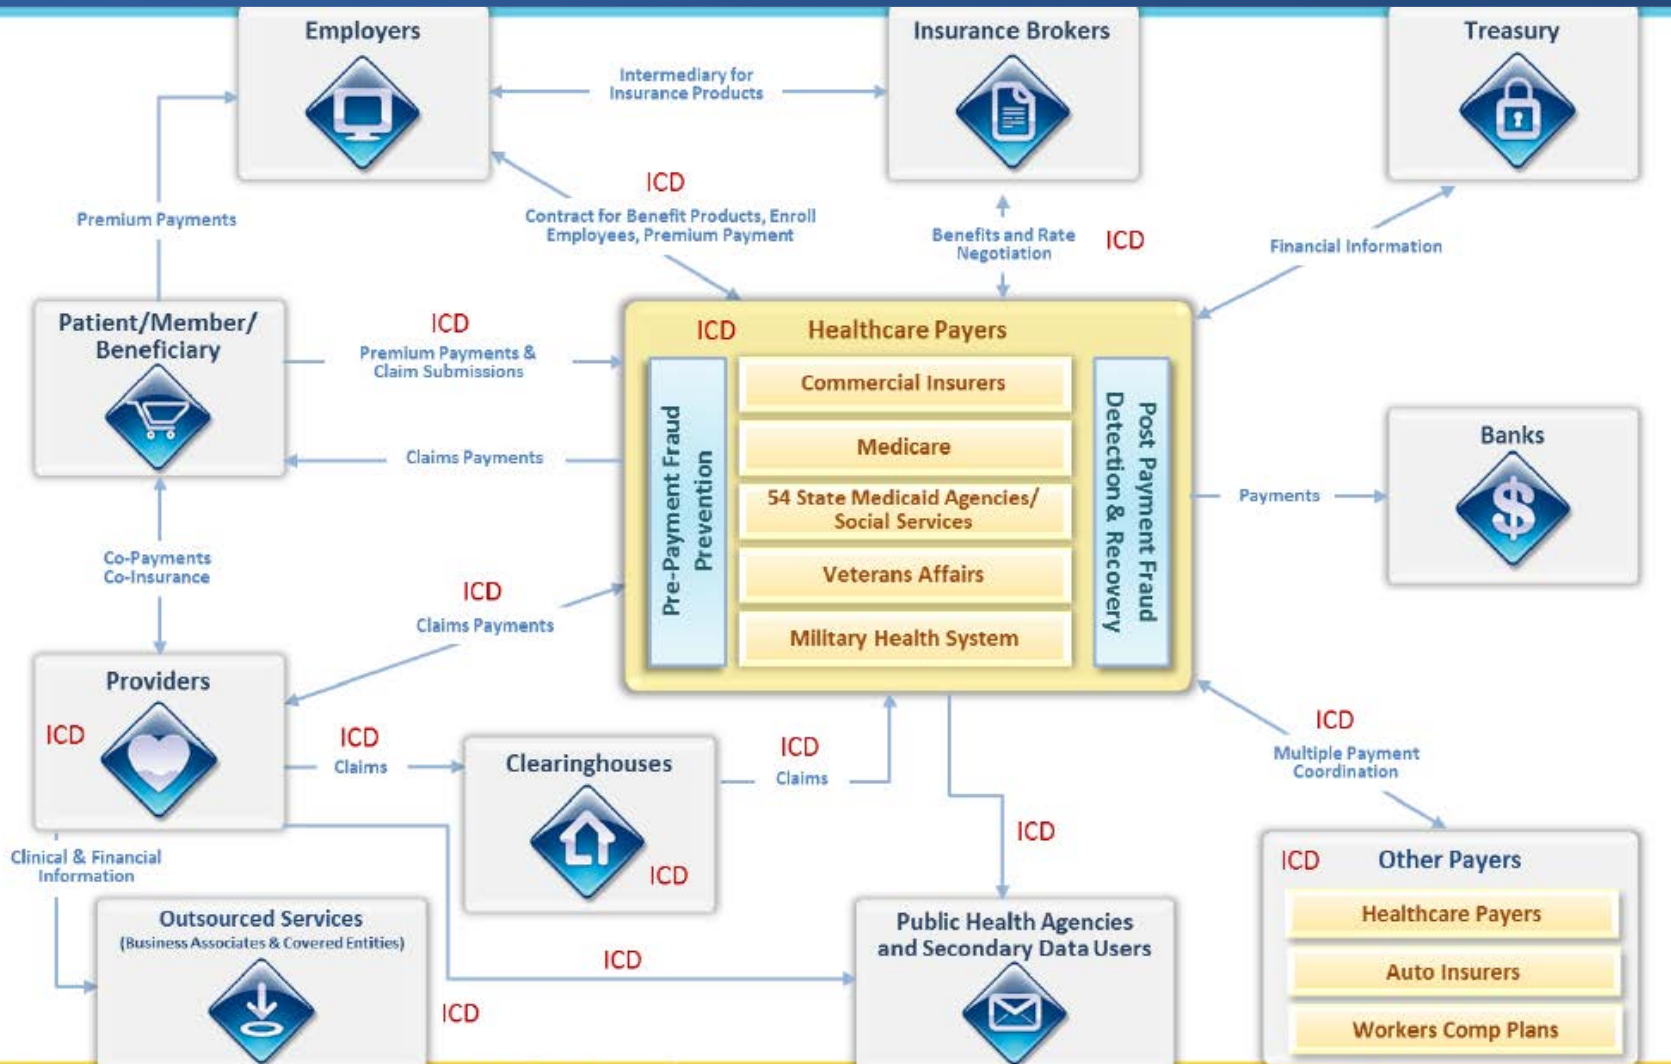 Employers
Insurance Brokers
Treasury
Intermediary for
Insurance Products
ICD
Premium Payments
Contract for Benefit Products, Enroll
Employees, Premium Payment
Benefits and Rate
Negotiation
ICD
Financial Information
Patient/Member/
Beneficiary
ICD
Premium Payments &
Claim Submissions
ICD
Healthcare Payers
Commercial Insurers
Medicare
54 State Medicaid Agencies/
Social Services
Veterans Affairs
Military Health System
Pre-Payment Fraud
Prevention
Post Payment Fraud
Detection & Recovery
Banks
$
Claims Payments
Payments
Co-Payments
Co-Insurance
ICD
Claims Payments
Providers
ICD
ICD
Claims
Clearinghouses
ICD
ICD
Claims
ICD
Multiple Payment
Coordination
ICD
Clinical & Financial
Information
Outsourced Services
(Business Associates & Covered Entities)
ICD
ICD
Public Health Agencies
and Secondary Data Users
ICD
Other Payers
Healthcare Payers
Auto Insurers
Workers Comp Plans